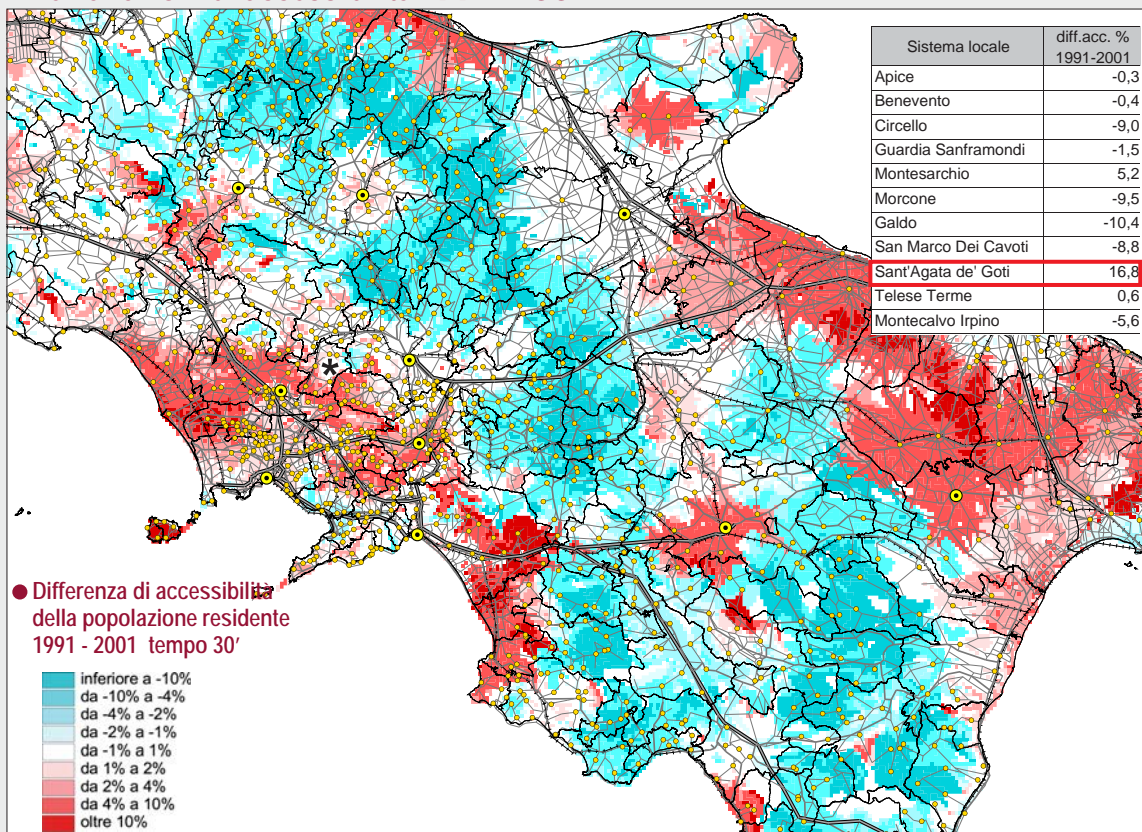 Sistema locale
diff.acc. %
1991-2001
Apice -0,3
Benevento -0,4
Circello -9,0
Guardia Sanframondi -1,5
Montesarchio 5,2
Morcone -9,5
Galdo -10,4
San Marco Dei Cavoti -8,8
Sant'Agata de' Goti 16,8
Telese Terme 0,6
Montecalvo Irpino -5,6
*
● Differenza di accessibilità
della popolazione residente
1991 - 2001 tempo 30'
inferiore a -10%
da -10% a -4%
da -4% a -2%
da -2% a -1%
da -1% a 1%
da 1% a 2%
da 2% a 4%
da 4% a 10%
oltre 10%